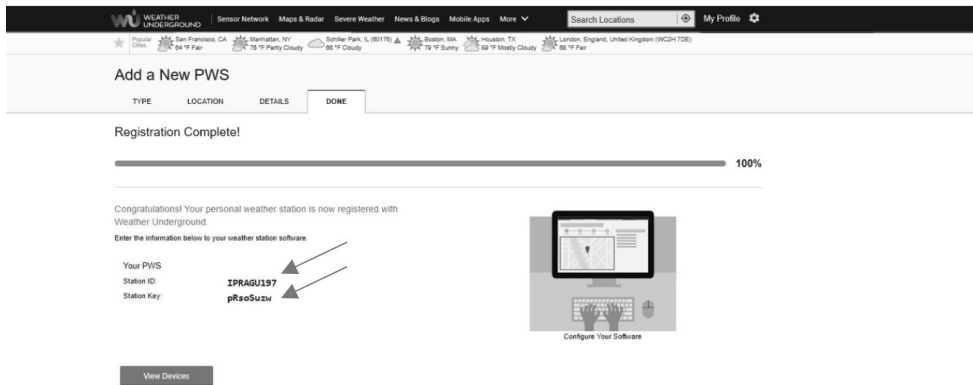 WEATHER UNDERGROUND Sensor Network Maps & Radar Severe Weather News & Blogs Mobile Apps More Search Locations My Profile
Popular Cities San Francisco, CA 64 °F Fair Manhattan, NY 76 °F Partly Cloudy Schiller Park, IL (60176) 66 °F Cloudy Boston, MA 79 °F Sunny Houston, TX 89 °F Mostly Cloudy London, England, United Kingdom (WC2H 7DE) 66 °F Fair
Add a New PWS
TYPE LOCATION DETAILS DONE
Registration Complete!
100%
Congratulations! Your personal weather station is now registered with
Weather Underground.
Enter the information below to your weather station software.
Your PWS
Station ID: IPRAGU197
Station Key: pRsoSuzw
Configure Your Software
View Devices